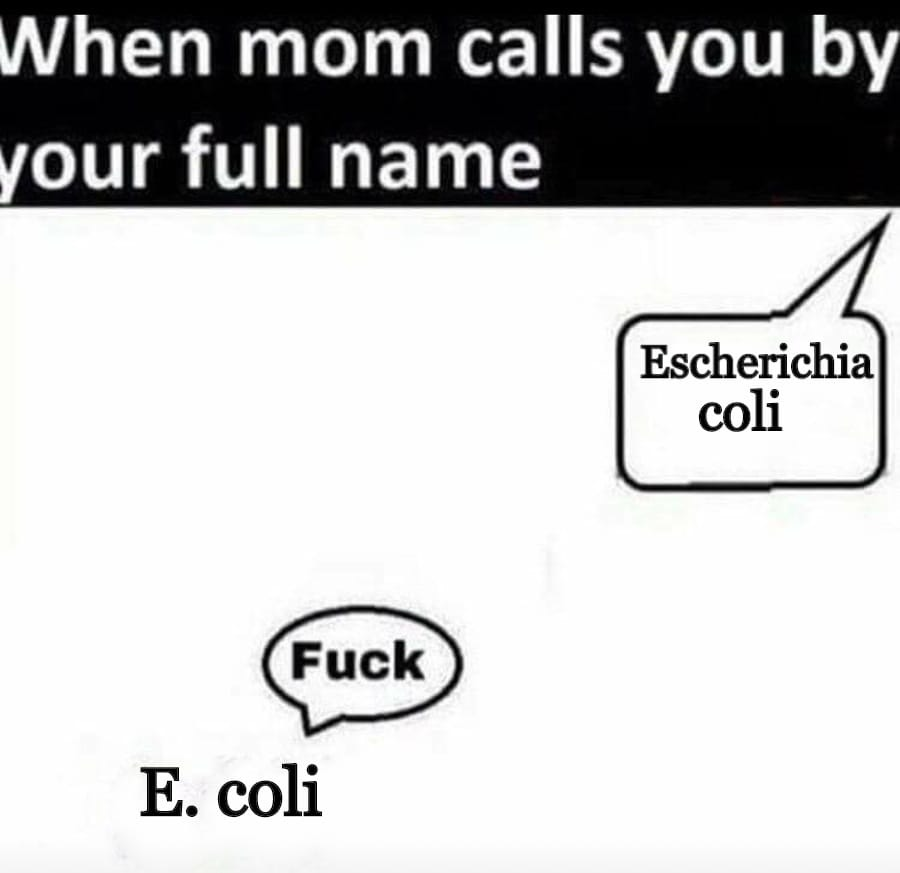 When mom calls you by
your full name
Escherichia
coli
Fuck
E. coli